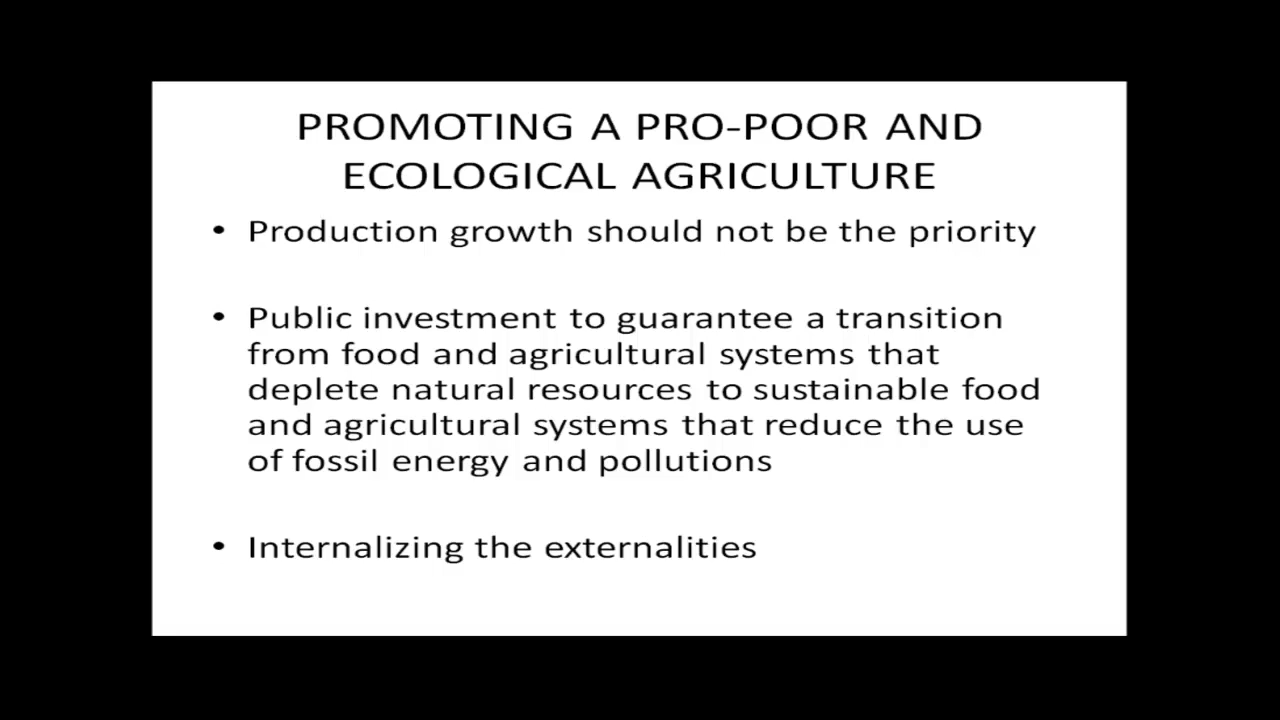 PROMOTING A PRO-POOR AND
ECOLOGICAL AGRICULTURE
• Production growth should not be the priority
• Public investment to guarantee a transition
from food and agricultural systems that
deplete natural resources to sustainable food
and agricultural systems that reduce the use
of fossil energy and pollutions
• Internalizing the externalities